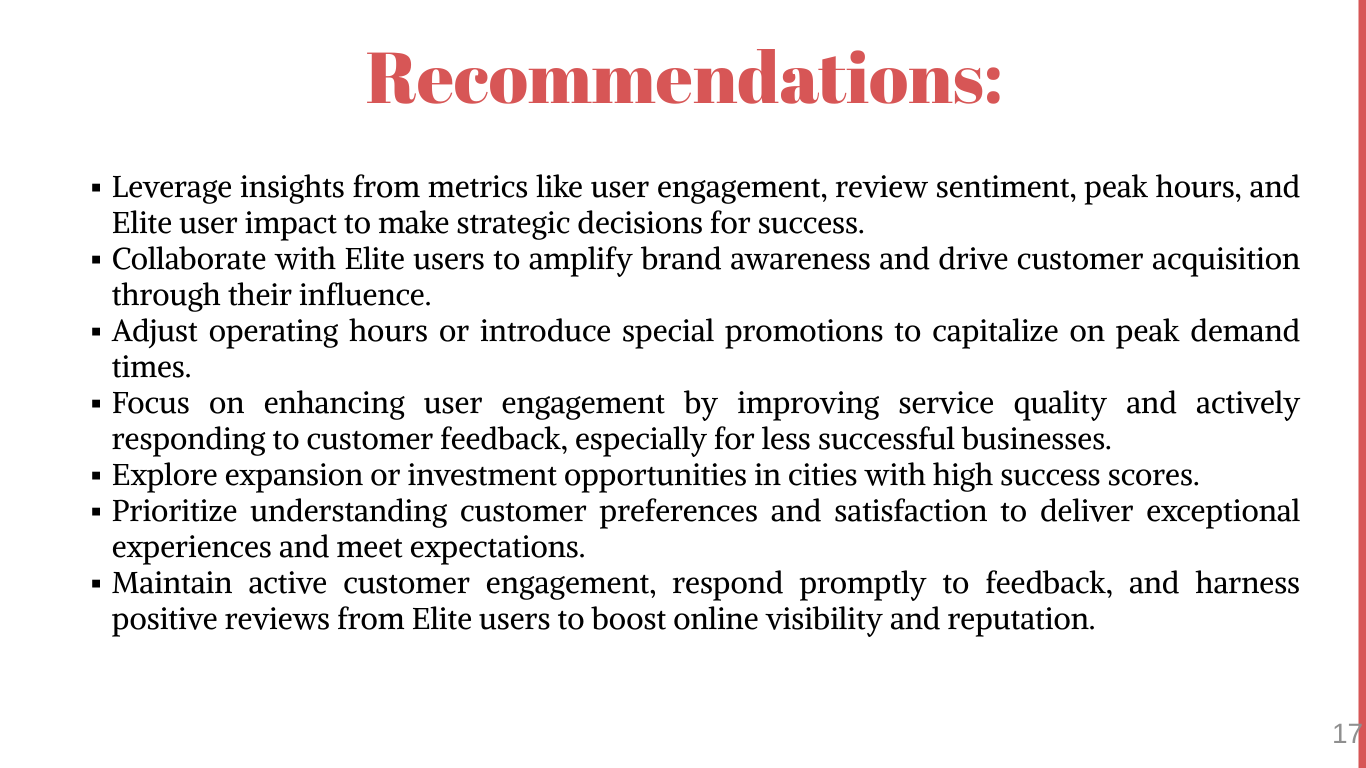 Recommendations:
▪ Leverage insights from metrics like user engagement, review sentiment, peak hours, and
Elite user impact to make strategic decisions for success.
▪ Collaborate with Elite users to amplify brand awareness and drive customer acquisition
through their influence.
▪ Adjust operating hours or introduce special promotions to capitalize on peak demand
times.
▪ Focus on enhancing user engagement by improving service quality and actively
responding to customer feedback, especially for less successful businesses.
▪ Explore expansion or investment opportunities in cities with high success scores.
▪ Prioritize understanding customer preferences and satisfaction to deliver exceptional
experiences and meet expectations.
▪ Maintain active customer engagement, respond promptly to feedback, and harness
positive reviews from Elite users to boost online visibility and reputation.
17